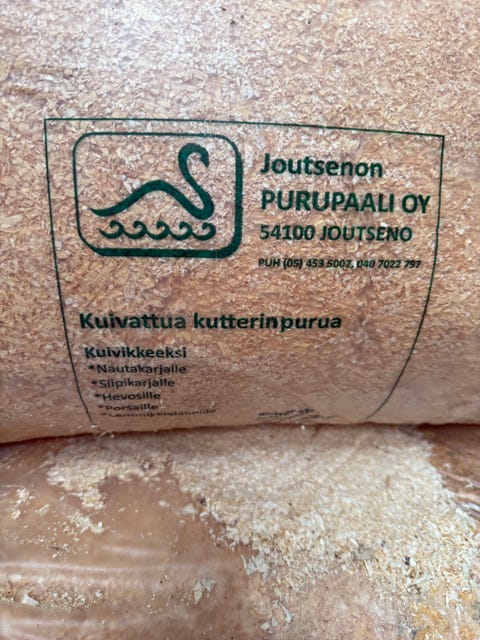 Joutsenon
PURUPAALI OY
54100 JOUTSENO
PUH (05) 453 5002, 040 7022 797
Kuivattua kutterinpurua
Kuivikkeeksi
*Nautakarjalle
*Siipikarjalle
*Hevosille
*Porsaille
*Lemmikkieläimille